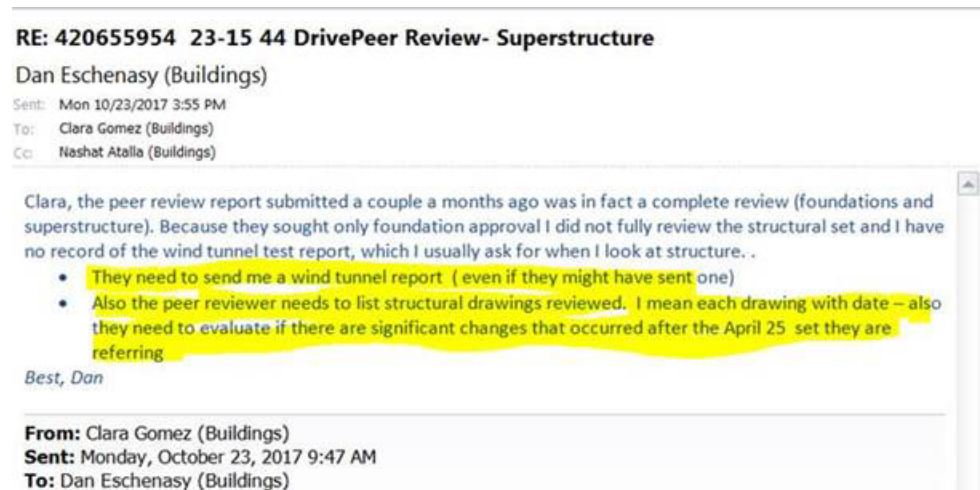 RE: 420655954 23-15 44 DrivePeer Review- Superstructure
Dan Eschenasy (Buildings)
Sent: Mon 10/23/2017 3:55 PM
To: Clara Gomez (Buildings)
Cc: Nashat Atalla (Buildings)
Clara, the peer review report submitted a couple a months ago was in fact a complete review (foundations and
superstructure). Because they sought only foundation approval I did not fully review the structural set and I have
no record of the wind tunnel test report, which I usually ask for when I look at structure. .
• They need to send me a wind tunnel report ( even if they might have sent one)
• Also the peer reviewer needs to list structural drawings reviewed. I mean each drawing with date – also
they need to evaluate if there are significant changes that occurred after the April 25 set they are
referring
Best, Dan
From: Clara Gomez (Buildings)
Sent: Monday, October 23, 2017 9:47 AM
To: Dan Eschenasy (Buildings)